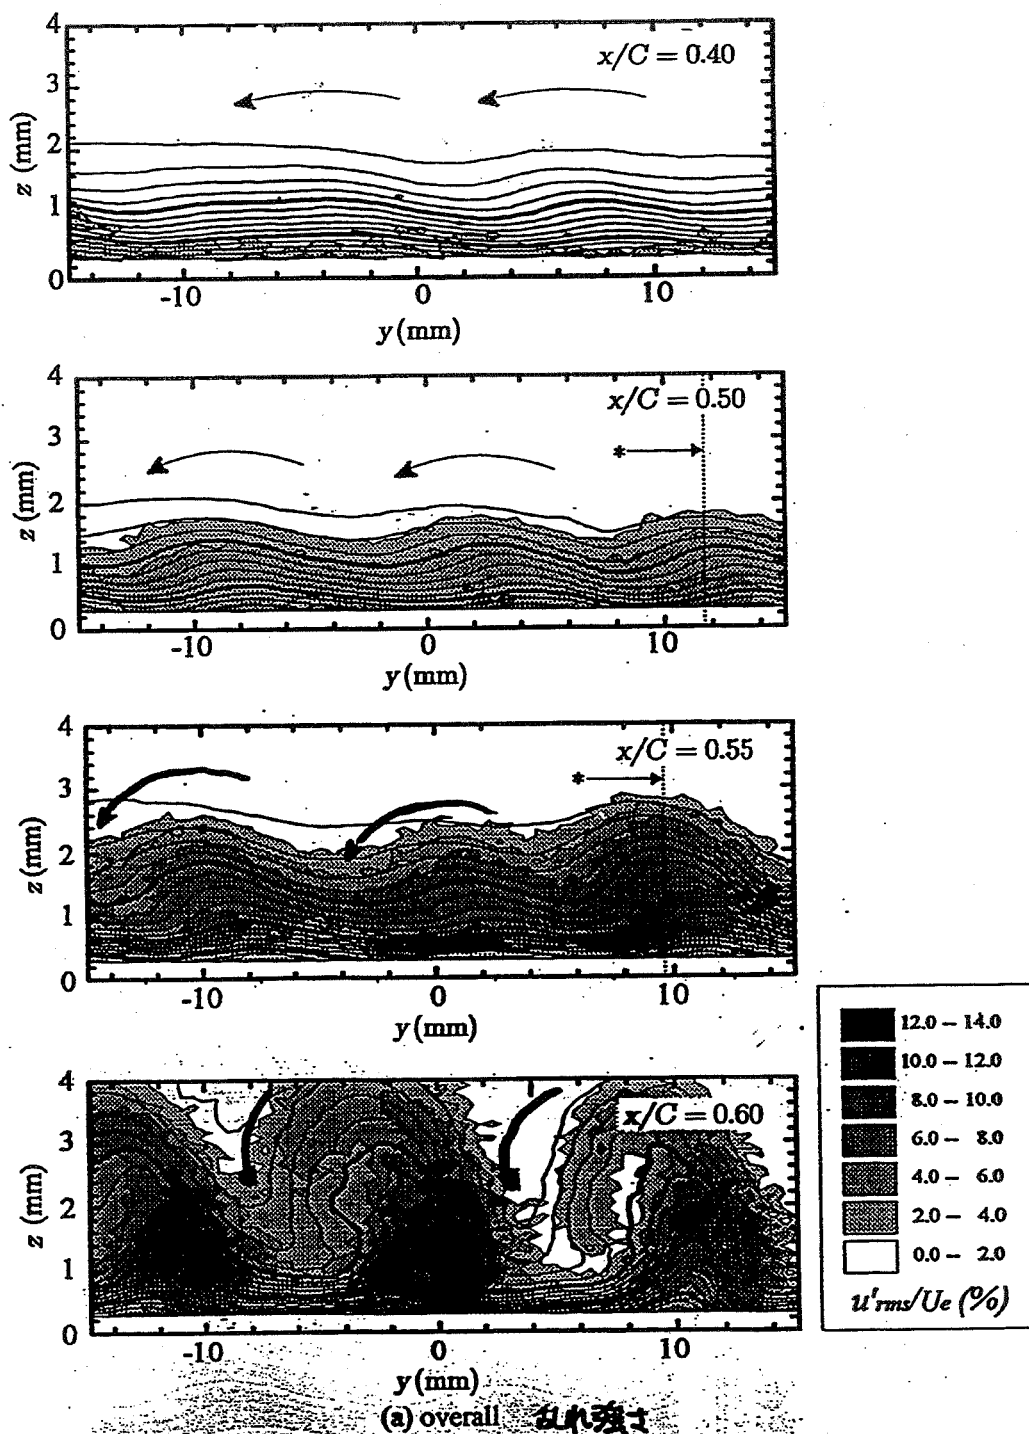 4
3
2
1
0
z (mm)
x/C = 0.40
-10 0 10
y (mm)
4
3
2
1
0
z (mm)
x/C = 0.50
*
-10 0 10
y (mm)
4
3
2
1
0
z (mm)
x/C = 0.55
*
-10 0 10
y (mm)
4
3
2
1
0
z (mm)
x/C = 0.60
-10 0 10
y (mm)
12.0 – 14.0
10.0 – 12.0
8.0 – 10.0
6.0 – 8.0
4.0 – 6.0
2.0 – 4.0
0.0 – 2.0
u'rms/Ue (%)
(a) overall 乱れ強さ